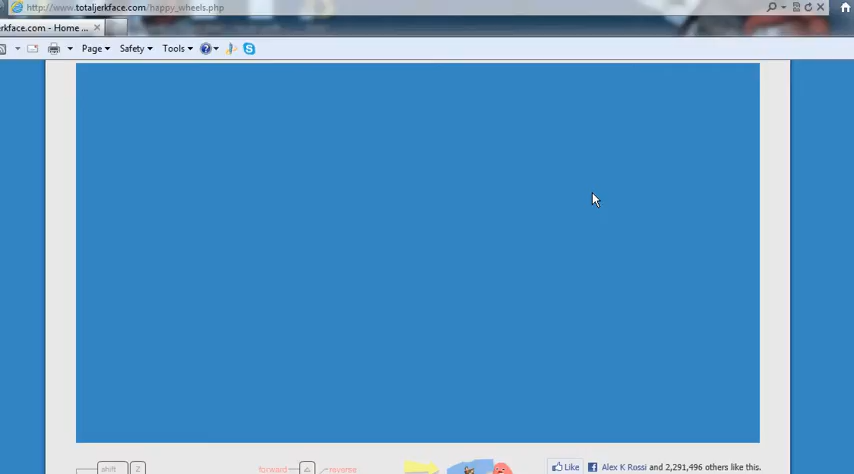 http://www.totaljerkface.com/happy_wheels.php
erkface.com - Home ...
Page Safety Tools
shift Z
forward reverse
Like Alex K Rossi and 2,291,496 others like this.